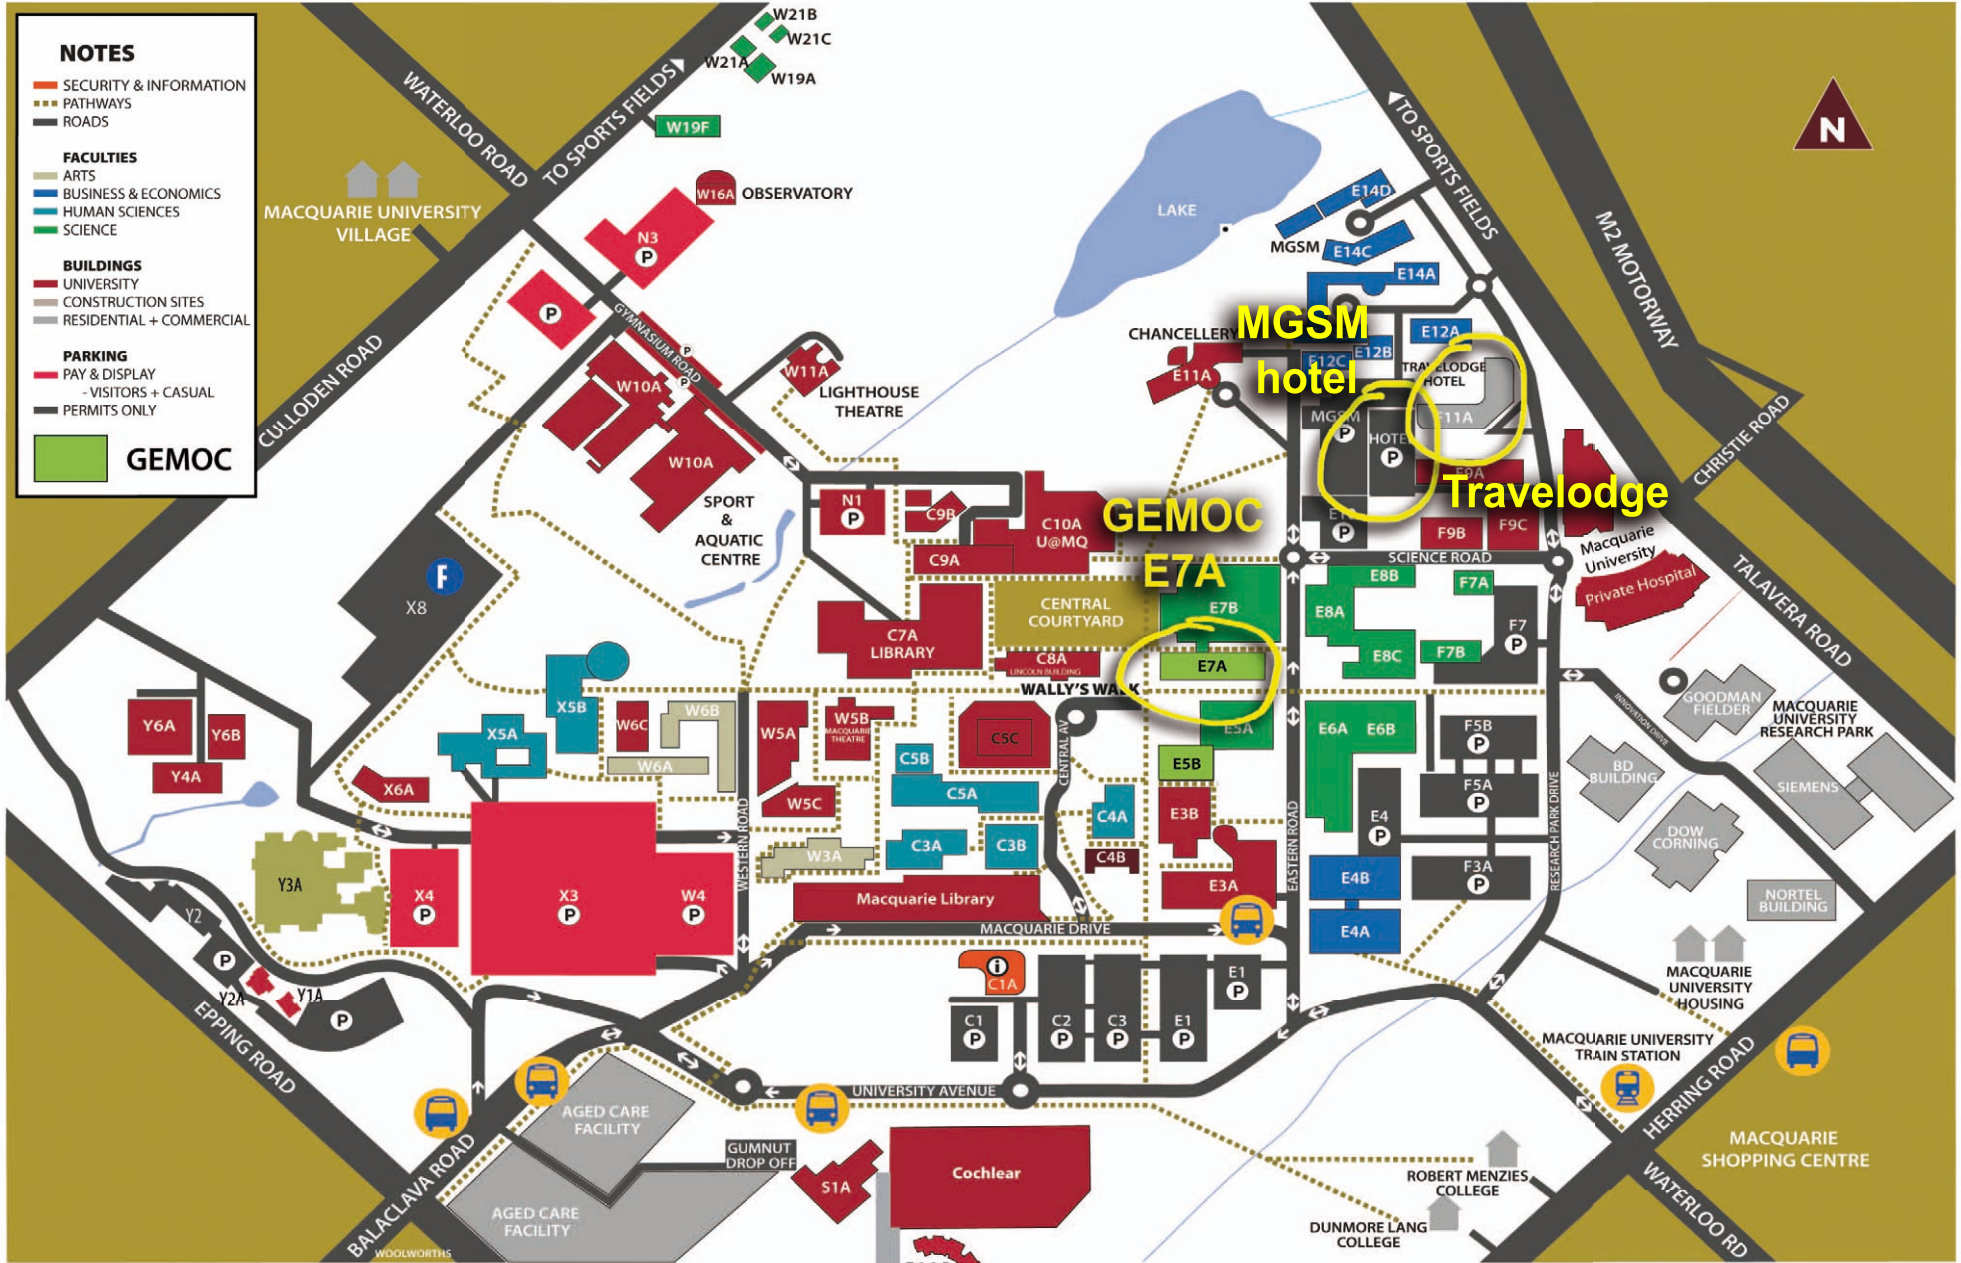 NOTES
SECURITY & INFORMATION
PATHWAYS
ROADS
FACULTIES
ARTS
BUSINESS & ECONOMICS
HUMAN SCIENCES
SCIENCE
BUILDINGS
UNIVERSITY
CONSTRUCTION SITES
RESIDENTIAL + COMMERCIAL
PARKING
PAY & DISPLAY
- VISITORS + CASUAL
PERMITS ONLY
GEMOC
WATERLOO ROAD
TO SPORTS FIELDS
W21B
W21C
W21A
W19A
W19F
MACQUARIE UNIVERSITY
VILLAGE
W16A
OBSERVATORY
N3
P
P
CULLODEN ROAD
GYMNASIUM ROAD
P
P
W10A
W10A
W11A
LIGHTHOUSE
THEATRE
SPORT
&
AQUATIC
CENTRE
LAKE
TO SPORTS FIELDS
M2 MOTORWAY
N
E14D
MGSM
E14C
E14A
CHANCELLERY
E11A
MGSM
hotel
E12A
E12B
E12C
TRAVELODGE
HOTEL
E11A
MGSM
P
HOTEL
P
F9A
Travelodge
CHRISTIE ROAD
N1
P
C9B
C10A
U@MQ
C9A
GEMOC
E7A
P
F9B
F9C
SCIENCE ROAD
Macquarie
University
Private Hospital
TALAVERA ROAD
F
X8
CENTRAL
COURTYARD
E7B
E8B
E8A
E8C
F7A
F7B
F7
P
C7A
LIBRARY
C8A
LINCOLN BUILDING
E7A
WALLY'S WALK
GOODMAN
FIELDER
INNOVATION DRIVE
MACQUARIE
UNIVERSITY
RESEARCH PARK
Y6A
Y6B
Y4A
X5B
X5A
W6C
W6B
W6A
X6A
W5A
W5B
MACQUARIE
THEATRE
W5C
C5B
C5C
C5A
CENTRAL AV
E5A
E5B
E6A
E6B
F5B
P
F5A
P
BD
BUILDING
SIEMENS
DOW
CORNING
WESTERN ROAD
W3A
C3A
C3B
C4A
C4B
E3B
E3A
EASTERN ROAD
E4
P
E4B
E4A
F3A
P
RESEARCH PARK DRIVE
NORTEL
BUILDING
Y3A
X4
P
X3
P
W4
P
Macquarie Library
MACQUARIE DRIVE
Y2
P
Y2A
Y1A
P
i
C1A
C1
P
C2
P
C3
P
E1
P
E1
P
MACQUARIE
UNIVERSITY
HOUSING
MACQUARIE UNIVERSITY
TRAIN STATION
EPPING ROAD
UNIVERSITY AVENUE
HERRING ROAD
AGED CARE
FACILITY
GUMNUT
DROP OFF
S1A
Cochlear
MACQUARIE
SHOPPING CENTRE
ROBERT MENZIES
COLLEGE
DUNMORE LANG
COLLEGE
WATERLOO RD
AGED CARE
FACILITY
BALACLAVA ROAD
WOOLWORTHS